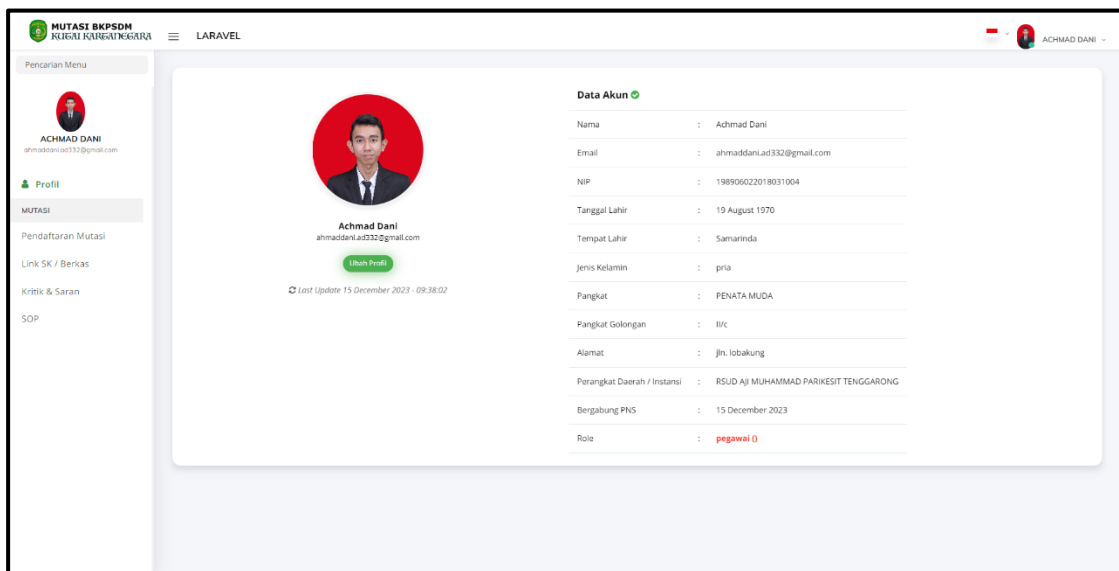 MUTASI BKPSDM
KUTAI KARTANEGARA
LARAVEL
ACHMAD DANI
Pencarian Menu
ACHMAD DANI
ahmaddani.ad332@gmail.com
Profil
MUTASI
Pendaftaran Mutasi
Link SK / Berkas
Kritik & Saran
SOP
Achmad Dani
ahmaddani.ad332@gmail.com
Ubah Profil
Last Update 15 December 2023 - 09:38:02
Data Akun
Nama : Achmad Dani
Email : ahmaddani.ad332@gmail.com
NIP : 198906022018031004
Tanggal Lahir : 19 August 1970
Tempat Lahir : Samarinda
Jenis Kelamin : pria
Pangkat : PENATA MUDA
Pangkat Golongan : II/c
Alamat : jln. lobakung
Perangkat Daerah / Instansi : RSUD AJI MUHAMMAD PARIKESIT TENGGARONG
Bergabung PNS : 15 December 2023
Role : pegawai ()